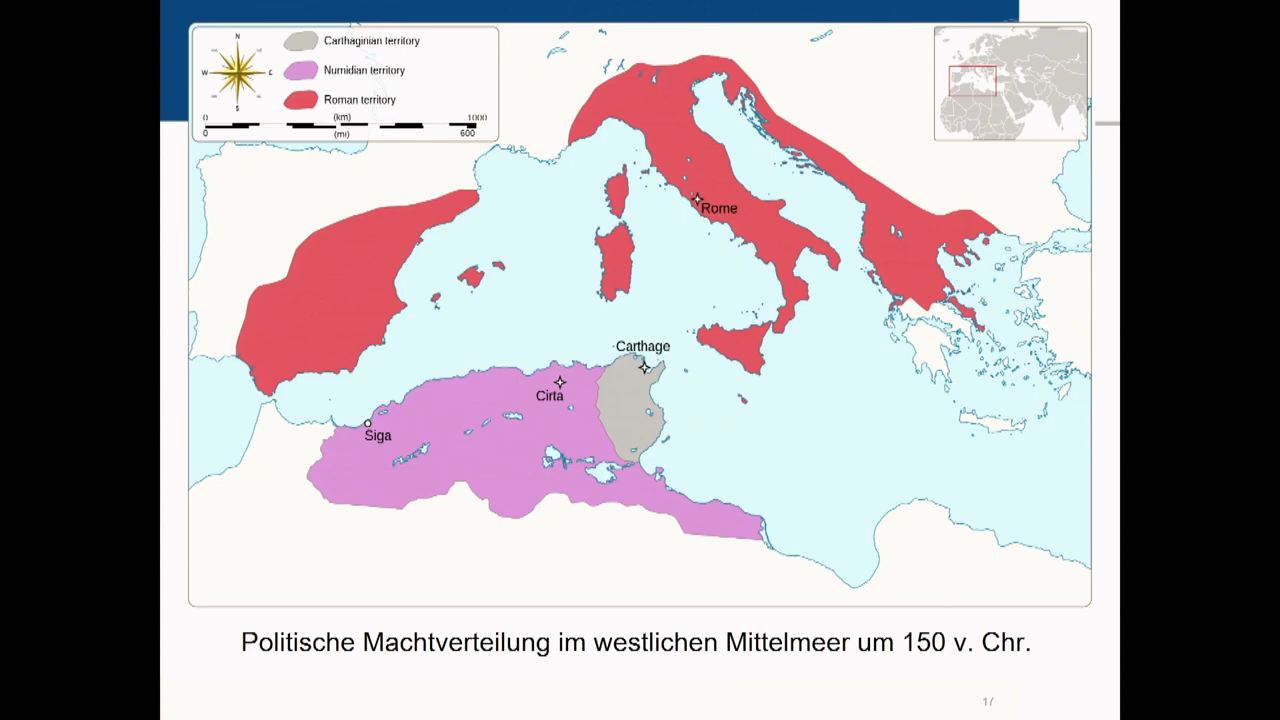 N
W
E
S
Carthaginian territory
Numidian territory
Roman territory
0 (km) 1000
0 (mi) 600
Rome
Carthage
Cirta
Siga
Politische Machtverteilung im westlichen Mittelmeer um 150 v. Chr.
17